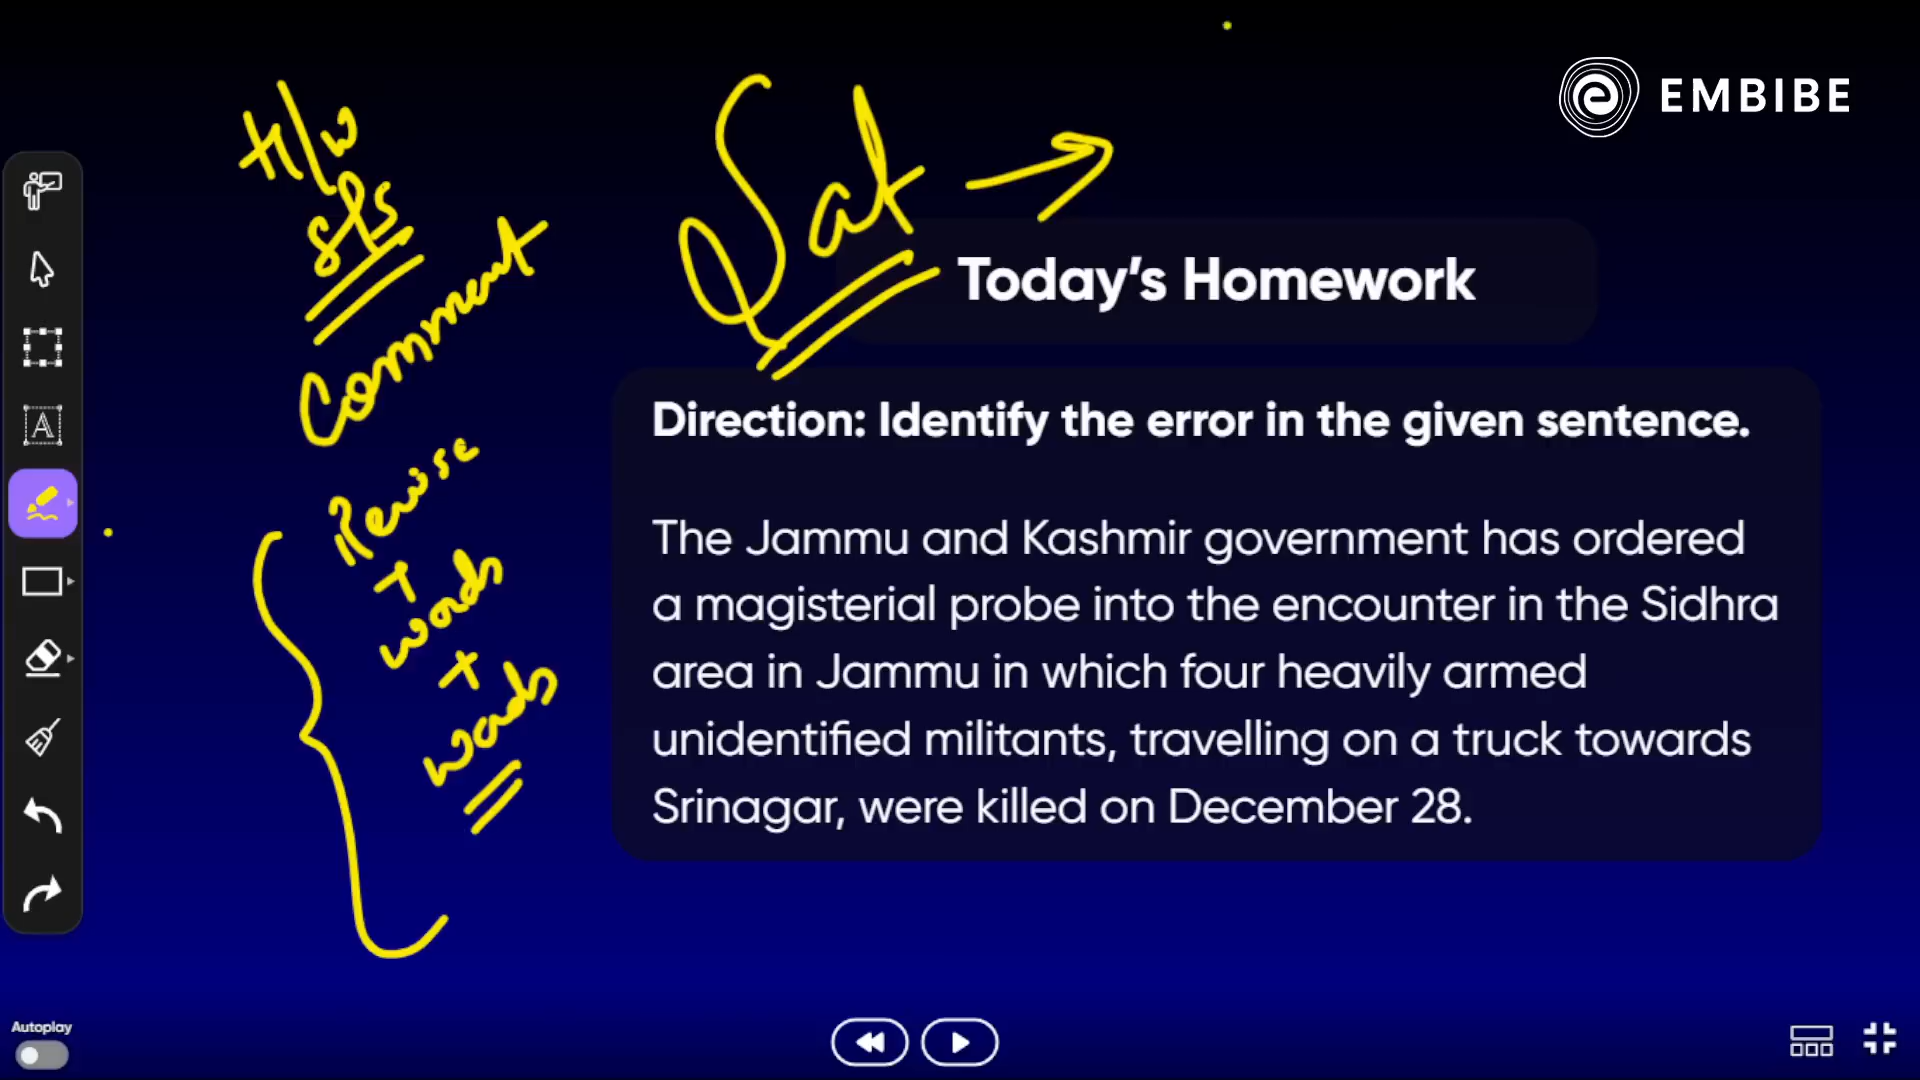 EMBIBE
H/w
Sat →
Comment
Today's Homework
Direction: Identify the error in the given sentence.
Revise
+
words
+
words
The Jammu and Kashmir government has ordered
a magisterial probe into the encounter in the Sidhra
area in Jammu in which four heavily armed
unidentified militants, travelling on a truck towards
Srinagar, were killed on December 28.
A
Autoplay